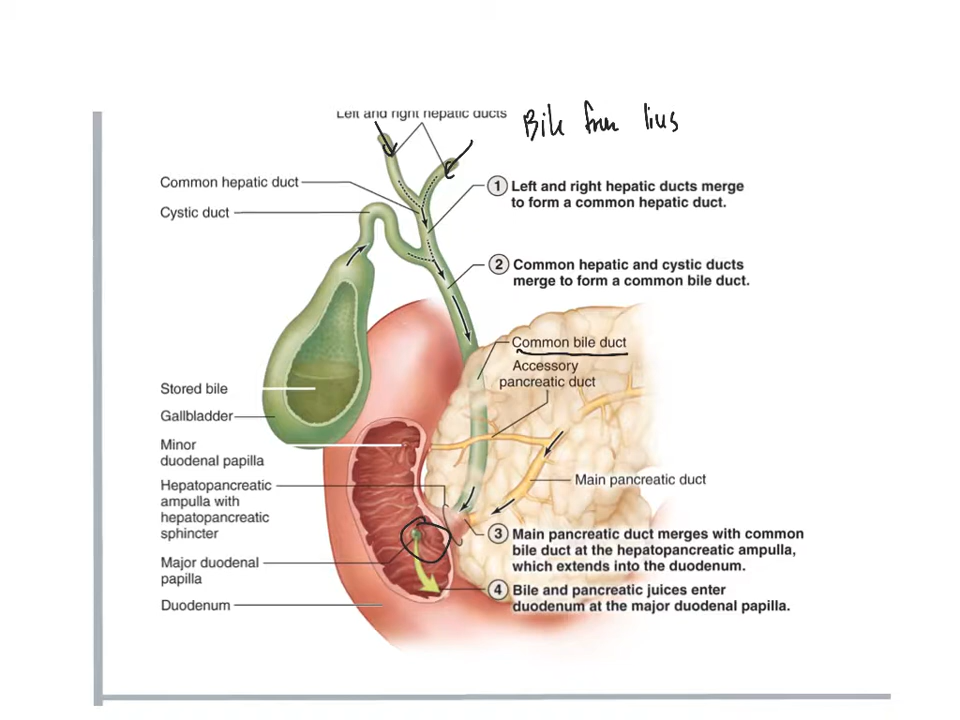 Left and right hepatic ducts
Bile from
Common hepatic duct
Cystic duct
1 Left and right hepatic ducts merge
to form a common hepatic duct.
2 Common hepatic and cystic ducts
merge to form a common bile duct.
Common bile duct
Accessory
pancreatic duct
Stored bile
Gallbladder
Minor
duodenal papilla
Main pancreatic duct
Hepatopancreatic
ampulla with
hepatopancreatic
sphincter
3 Main pancreatic duct merges with common
bile duct at the hepatopancreatic ampulla,
which extends into the duodenum.
Major duodenal
papilla
4 Bile and pancreatic juices enter
duodenum at the major duodenal papilla.
Duodenum